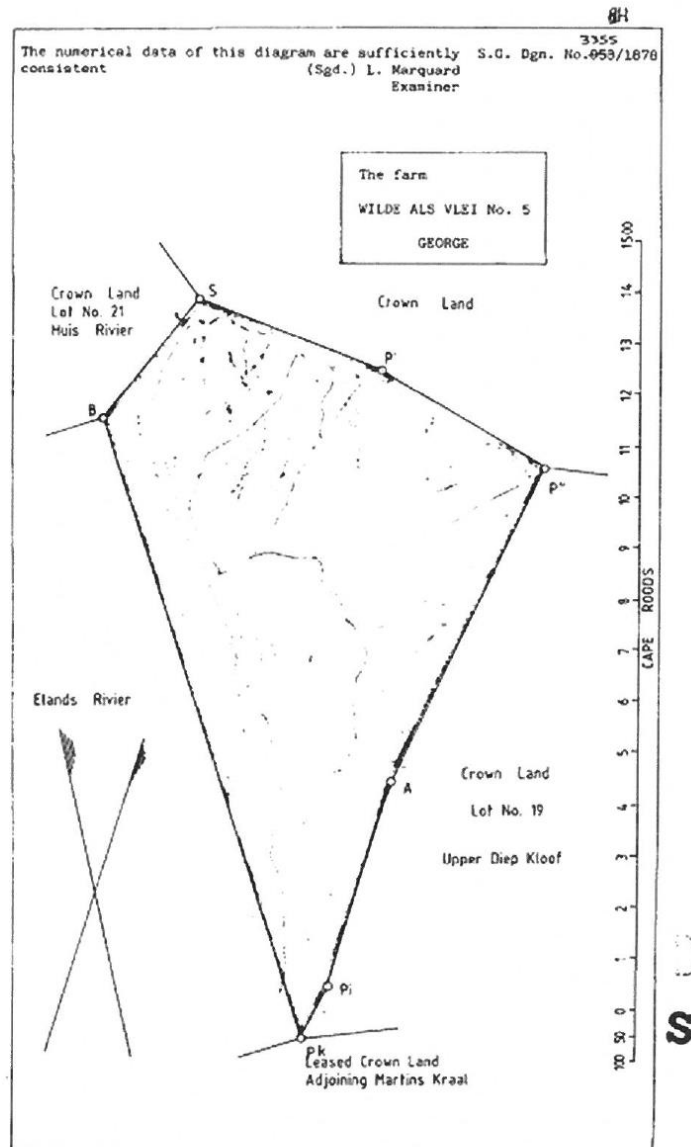 3355
The numerical data of this diagram are sufficiently S.G. Dgn. No.053/1878
consistent (Sgd.) L. Marquard
Examiner
The farm
WILDE ALS VLEI No. 5
GEORGE
S
Crown Land
Lot No. 21
Huis Rivier
Crown Land
P'
B
P"
Elands Rivier
A
Crown Land
Lot No. 19
Upper Diep Kloof
Pi
Pk
Leased Crown Land
Adjoining Martins Kraal
1500
14
13
12
11
10
9
8
7
6
5
4
3
2
1
0
50
100
CAPE ROODS
S